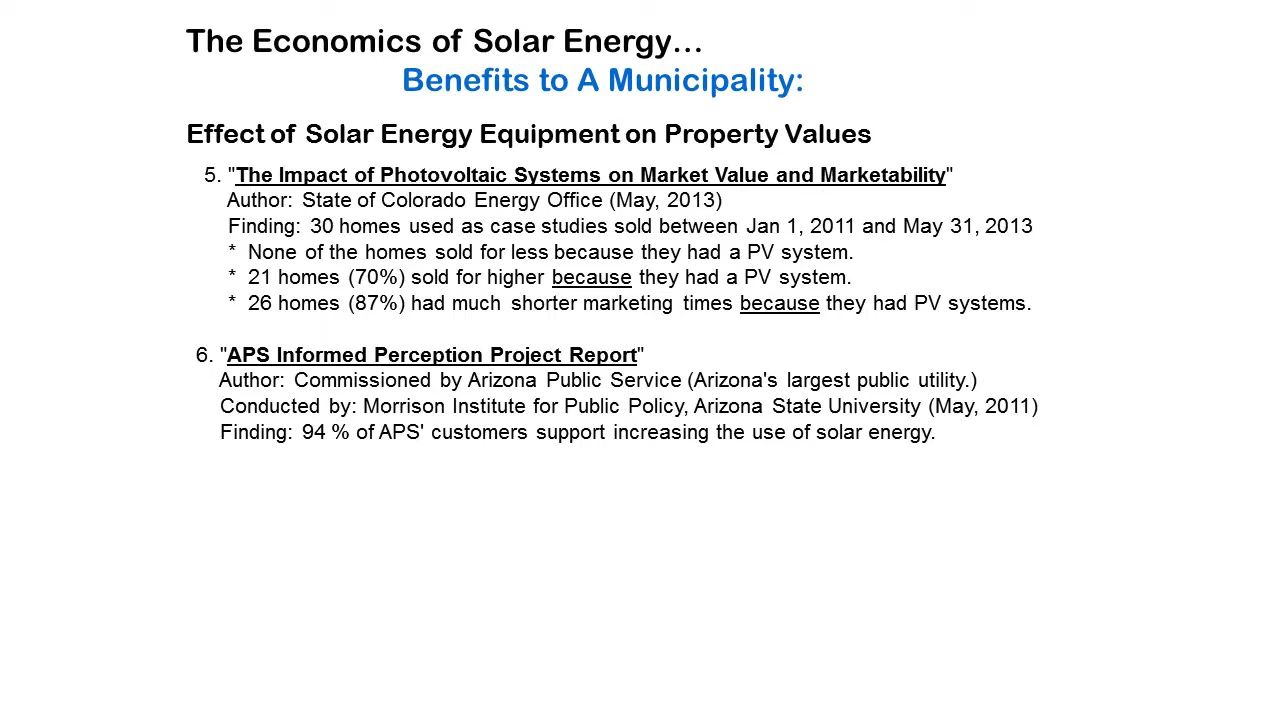 The Economics of Solar Energy…
Benefits to A Municipality:
Effect of Solar Energy Equipment on Property Values
5. "The Impact of Photovoltaic Systems on Market Value and Marketability"
Author: State of Colorado Energy Office (May, 2013)
Finding: 30 homes used as case studies sold between Jan 1, 2011 and May 31, 2013
* None of the homes sold for less because they had a PV system.
* 21 homes (70%) sold for higher because they had a PV system.
* 26 homes (87%) had much shorter marketing times because they had PV systems.
6. "APS Informed Perception Project Report"
Author: Commissioned by Arizona Public Service (Arizona's largest public utility.)
Conducted by: Morrison Institute for Public Policy, Arizona State University (May, 2011)
Finding: 94 % of APS' customers support increasing the use of solar energy.